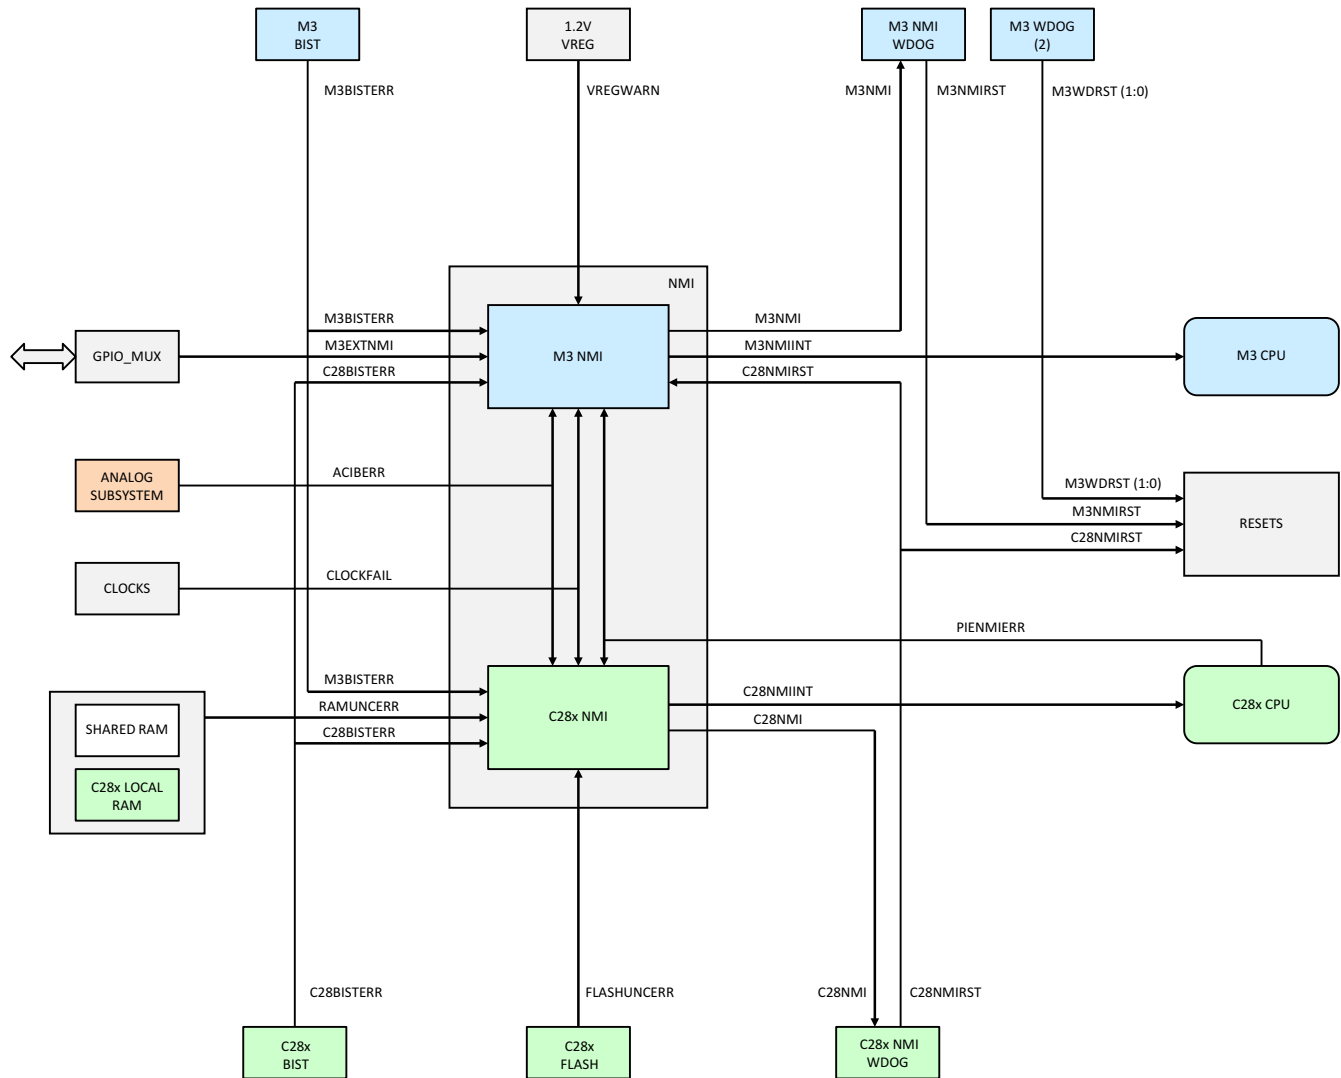 M3
BIST
1.2V
VREG
M3 NMI
WDOG
M3 WDOG
(2)
M3BISTERR
VREGWARN
M3NMI
M3NMIRST
M3WDRST (1:0)
NMI
M3BISTERR
M3EXTNMI
C28BISTERR
GPIO_MUX
M3 NMI
M3NMI
M3NMIINT
C28NMIRST
M3 CPU
ANALOG
SUBSYSTEM
ACIBERR
M3WDRST (1:0)
M3NMIRST
C28NMIRST
RESETS
CLOCKS
CLOCKFAIL
PIENMIERR
M3BISTERR
RAMUNCERR
C28BISTERR
SHARED RAM
C28x LOCAL
RAM
C28x NMI
C28NMIINT
C28NMI
C28x CPU
C28BISTERR
FLASHUNCERR
C28NMI
C28NMIRST
C28x
BIST
C28x
FLASH
C28x NMI
WDOG